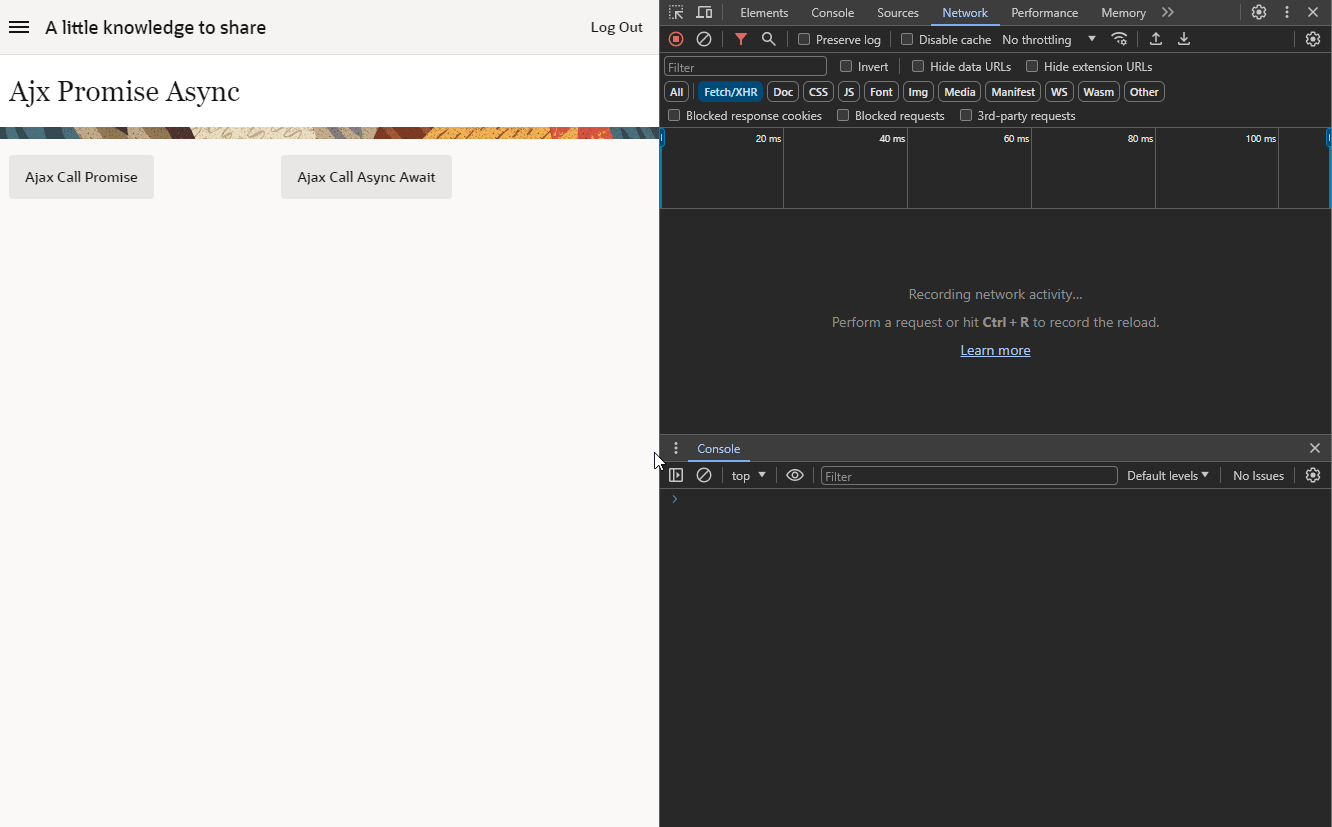 A little knowledge to share
Log Out
Ajx Promise Async
Ajax Call Promise
Ajax Call Async Await
Elements Console Sources Network Performance Memory
Preserve log Disable cache No throttling
Filter Invert Hide data URLs Hide extension URLs
All Fetch/XHR Doc CSS JS Font Img Media Manifest WS Wasm Other
Blocked response cookies Blocked requests 3rd-party requests
20 ms 40 ms 60 ms 80 ms 100 ms
Recording network activity…
Perform a request or hit Ctrl + R to record the reload.
Learn more
Console
top Filter Default levels No Issues